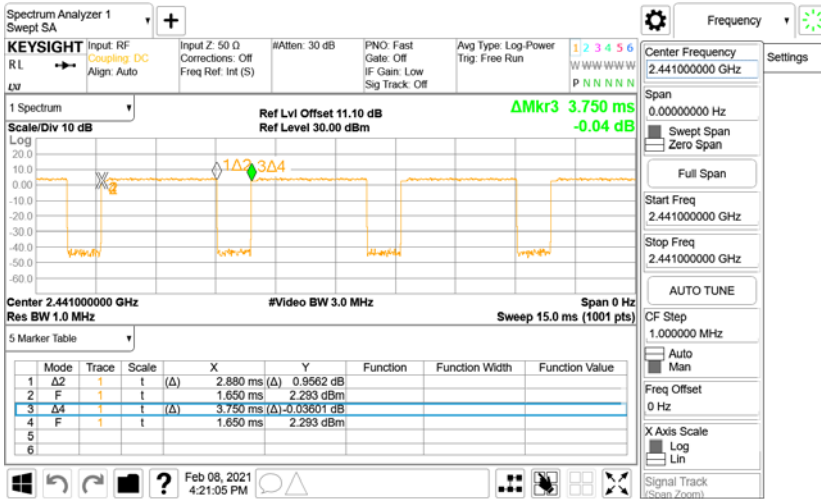 Spectrum Analyzer 1
Swept SA
Frequency
KEYSIGHT Input: RF Input Z: 50 Ω #Atten: 30 dB PNO: Fast Avg Type: Log-Power 1 2 3 4 5 6
RL Coupling: DC Corrections: Off Gate: Off Trig: Free Run W W W W W W
Align: Auto Freq Ref: Int (S) IF Gain: Low
Sig Track: Off P N N N N N
Settings
1 Spectrum Ref Lvl Offset 11.10 dB ΔMkr3 3.750 ms
Scale/Div 10 dB Ref Level 30.00 dBm -0.04 dB
Log
20.0
10.0
0.00
-10.0
-20.0
-30.0
-40.0
-50.0
-60.0
1Δ2 3Δ4
Center 2.441000000 GHz #Video BW 3.0 MHz Span 0 Hz
Res BW 1.0 MHz Sweep 15.0 ms (1001 pts)
5 Marker Table
Mode Trace Scale X Y Function Function Width Function Value
1 Δ2 1 t (Δ) 2.880 ms (Δ) 0.9562 dB
2 F 1 t 1.650 ms 2.293 dBm
3 Δ4 1 t (Δ) 3.750 ms (Δ) -0.03601 dB
4 F 1 t 1.650 ms 2.293 dBm
5
6
Feb 08, 2021
4:21:05 PM
Center Frequency
2.441000000 GHz
Span
0.00000000 Hz
Swept Span
Zero Span
Full Span
Start Freq
2.441000000 GHz
Stop Freq
2.441000000 GHz
AUTO TUNE
CF Step
1.000000 MHz
Auto
Man
Freq Offset
0 Hz
X Axis Scale
Log
Lin
Signal Track
(Span Zoom)